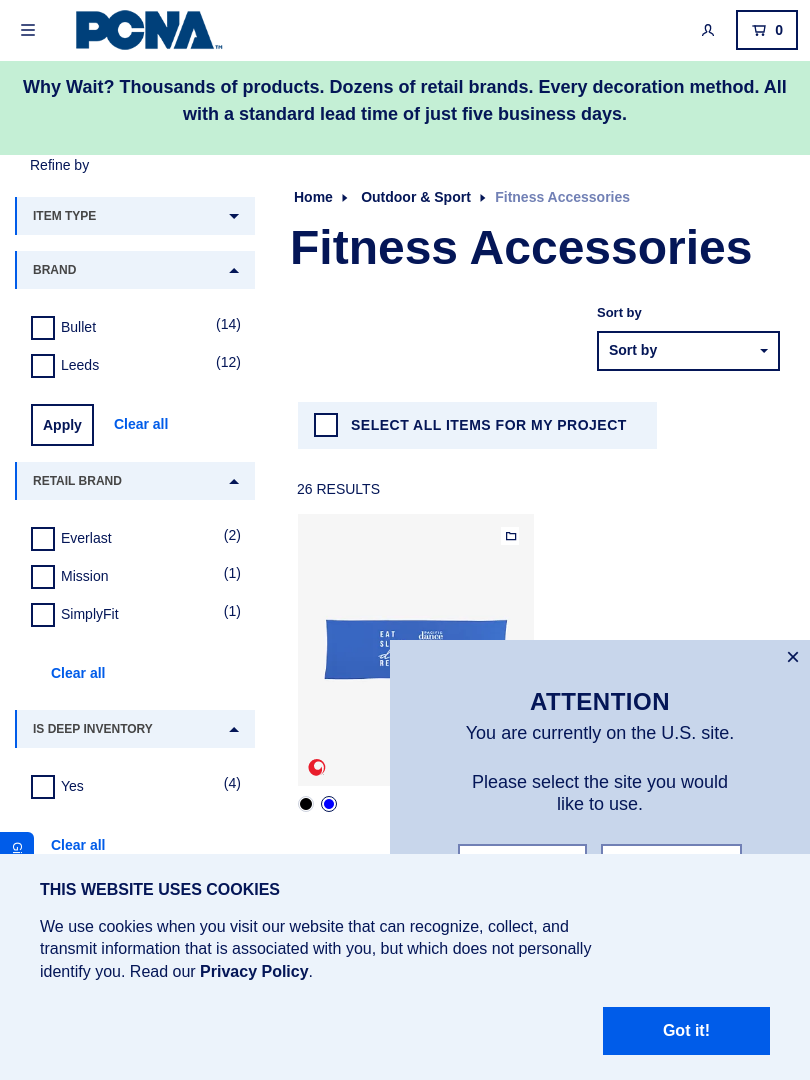 PCNA™
0
Why Wait? Thousands of products. Dozens of retail brands. Every decoration method. All
with a standard lead time of just five business days.
Refine by
ITEM TYPE
BRAND
Bullet (14)
Leeds (12)
Apply Clear all
RETAIL BRAND
Everlast (2)
Mission (1)
SimplyFit (1)
Clear all
IS DEEP INVENTORY
Yes (4)
Clear all
Home Outdoor & Sport Fitness Accessories
Fitness Accessories
Sort by
Sort by
SELECT ALL ITEMS FOR MY PROJECT
26 RESULTS
EAT
PACIFIC
dance
ATTENTION
You are currently on the U.S. site.
Please select the site you would
like to use.
THIS WEBSITE USES COOKIES
We use cookies when you visit our website that can recognize, collect, and
transmit information that is associated with you, but which does not personally
identify you. Read our Privacy Policy.
Got it!